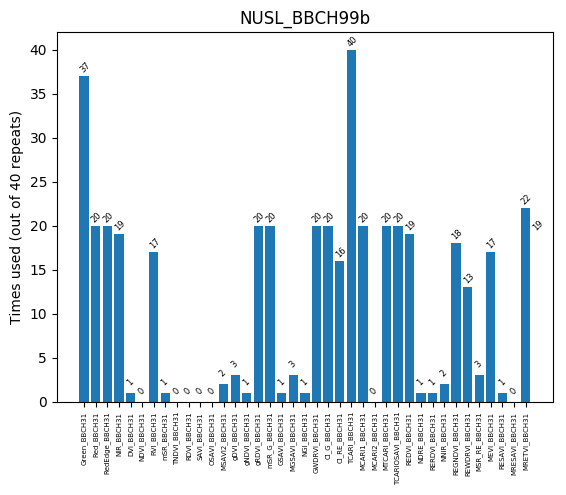 NUSL_BBCH99b
Times used (out of 40 repeats)
40
35
30
25
20
15
10
5
0
37
20
20
19
1
0
17
1
0
0
0
0
2
3
1
20
20
1
3
1
20
20
16
40
20
0
20
20
19
1
1
2
18
13
3
17
1
0
22
19
Green_BBCH31
Red_BBCH31
RedEdge_BBCH31
NIR_BBCH31
DVI_BBCH31
NDVI_BBCH31
RVI_BBCH31
mSR_BBCH31
TNDVI_BBCH31
RDVI_BBCH31
SAVI_BBCH31
OSAVI_BBCH31
MSAVI2_BBCH31
gDVI_BBCH31
gNDVI_BBCH31
gRDVI_BBCH31
mSR_G_BBCH31
GSAVI_BBCH31
MGSAVI_BBCH31
NGI_BBCH31
GWDRVI_BBCH31
CI_G_BBCH31
CI_RE_BBCH31
TCARI_BBCH31
MCARI1_BBCH31
MCARI2_BBCH31
MTCARI_BBCH31
TCARIOSAVI_BBCH31
REDVI_BBCH31
NDRE_BBCH31
RERDVI_BBCH31
NNIR_BBCH31
REGNDVI_BBCH31
REWDRVI_BBCH31
MSR_RE_BBCH31
MEVI_BBCH31
RESAVI_BBCH31
MRESAVI_BBCH31
MRETVI_BBCH31